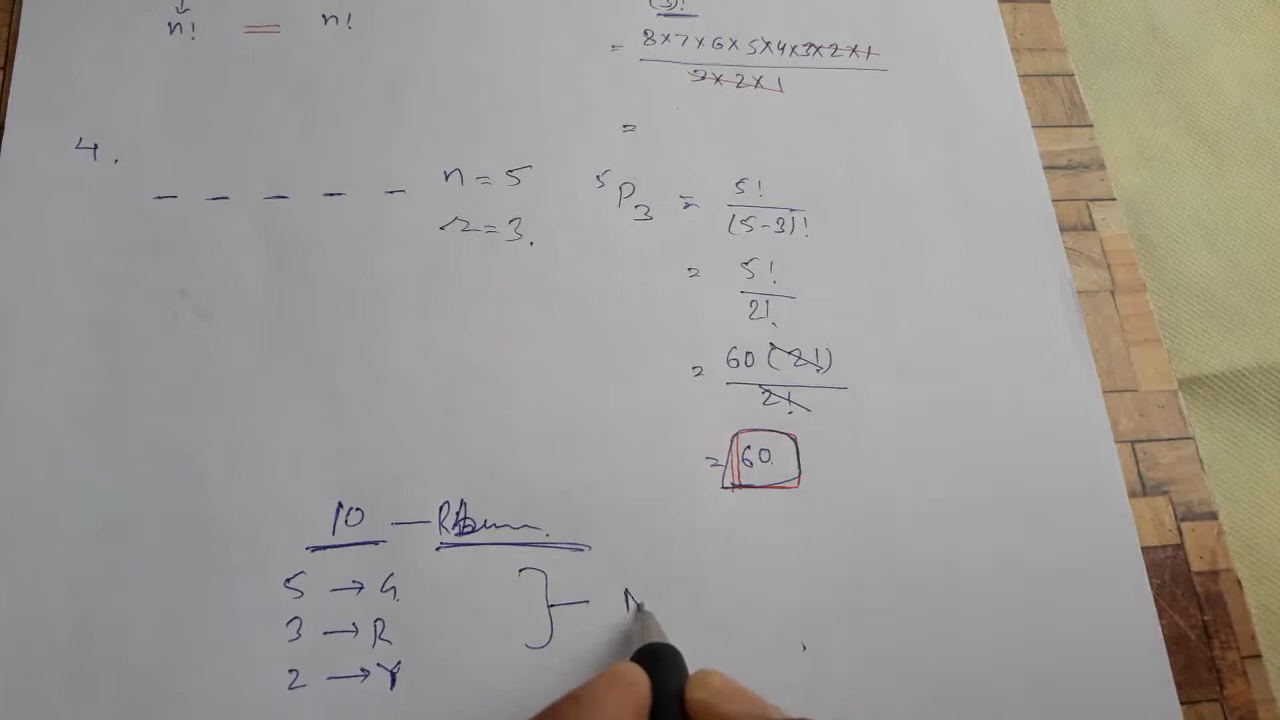 n! = n!
(3)!
= 8×7×6×5×4×3×2×1
3×2×1
=
4.
_ _ _ _ _ n = 5
r = 3.
⁵P₃ = 5!
(5-3)!
= 5!
2!
= 60 (2!)
2!
= 60
10 —
5 → G
3 → R
2 → Y